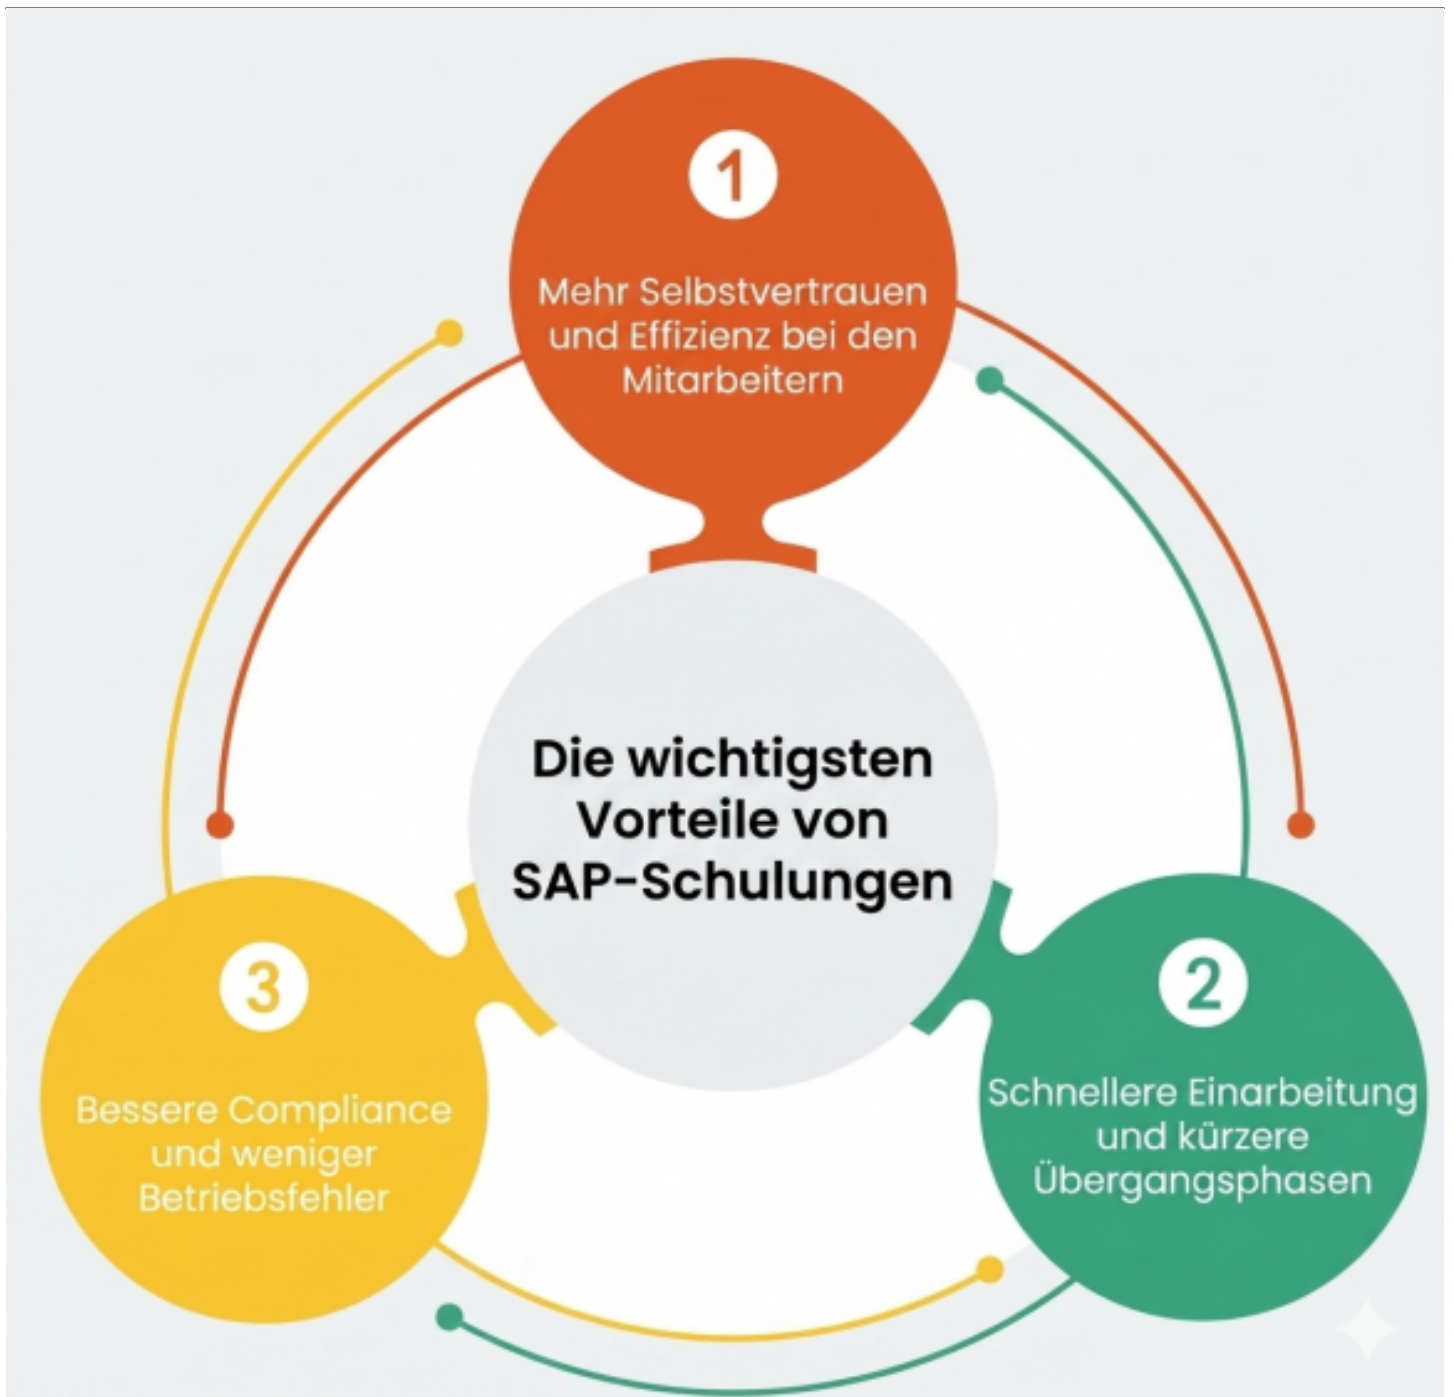 1
Mehr Selbstvertrauen
und Effizienz bei den
Mitarbeitern
Die wichtigsten
Vorteile von
SAP-Schulungen
2
Schnellere Einarbeitung
und kürzere
Übergangsphasen
3
Bessere Compliance
und weniger
Betriebsfehler